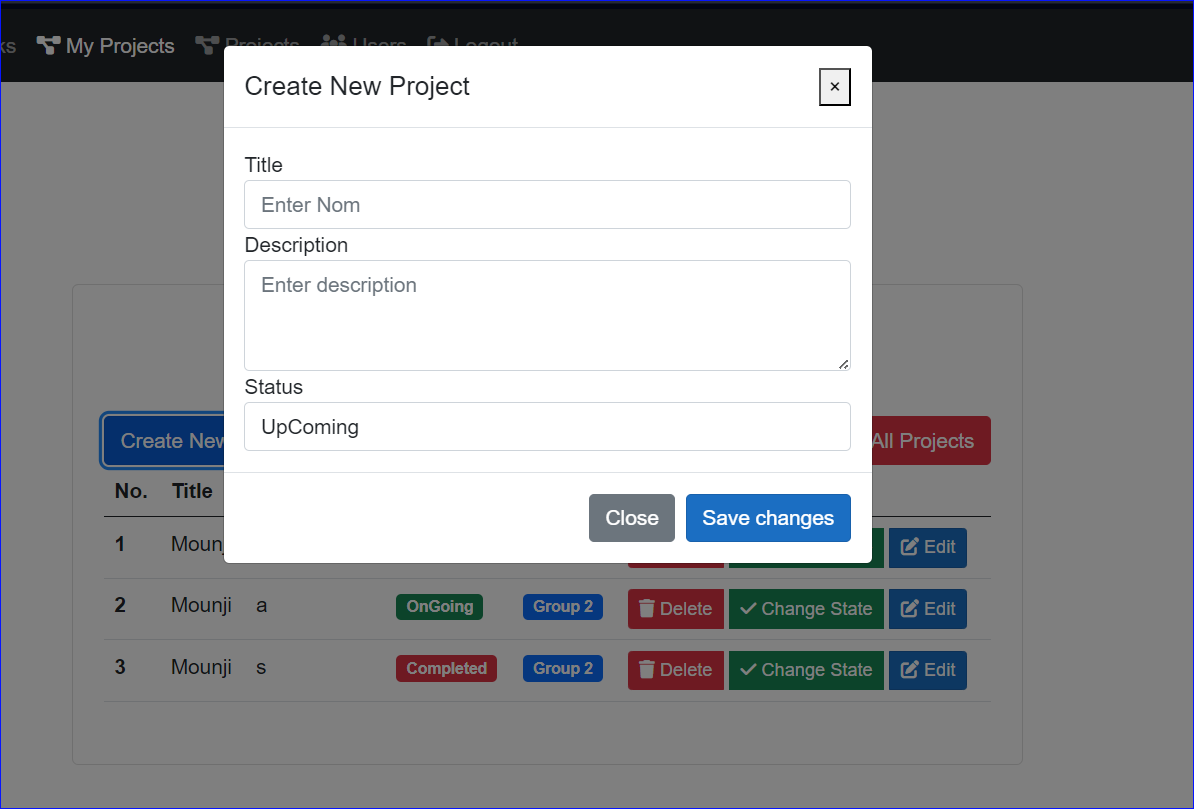 ks My Projects Projects Users Logout
Create New Project
×
Title
Enter Nom
Description
Enter description
Status
UpComing
Close Save changes
Create New All Projects
No. Title
1 Mounj Edit
2 Mounji a OnGoing Group 2 Delete Change State Edit
3 Mounji s Completed Group 2 Delete Change State Edit